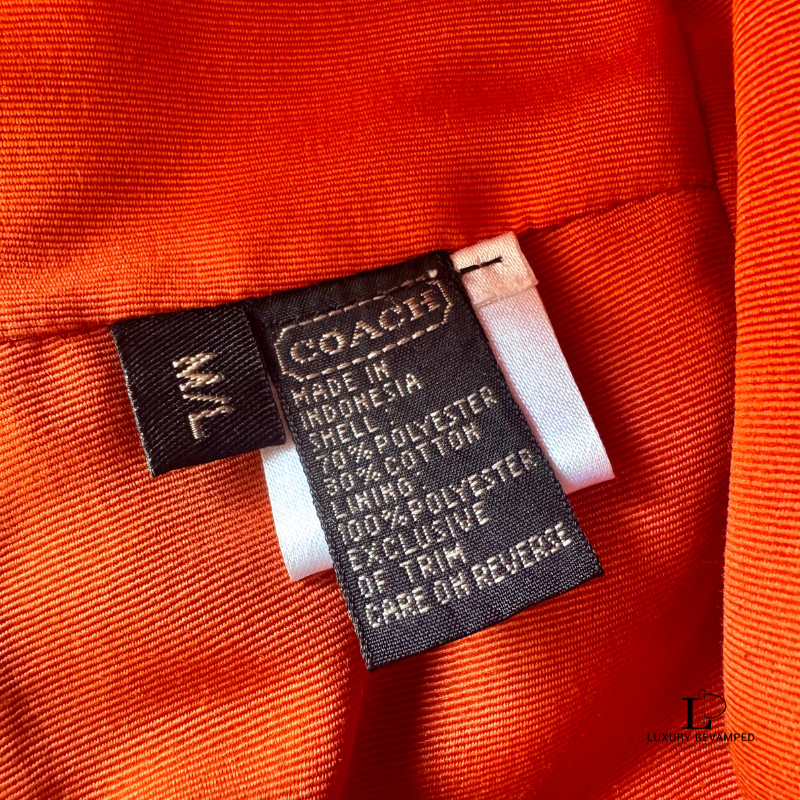 M/L
COACH
MADE IN
INDONESIA
SHELL
70% POLYESTER
30% COTTON
LINING
100% POLYESTER
EXCLUSIVE
OF TRIM
CARE ON REVERSE
LUXURY REVAMPED